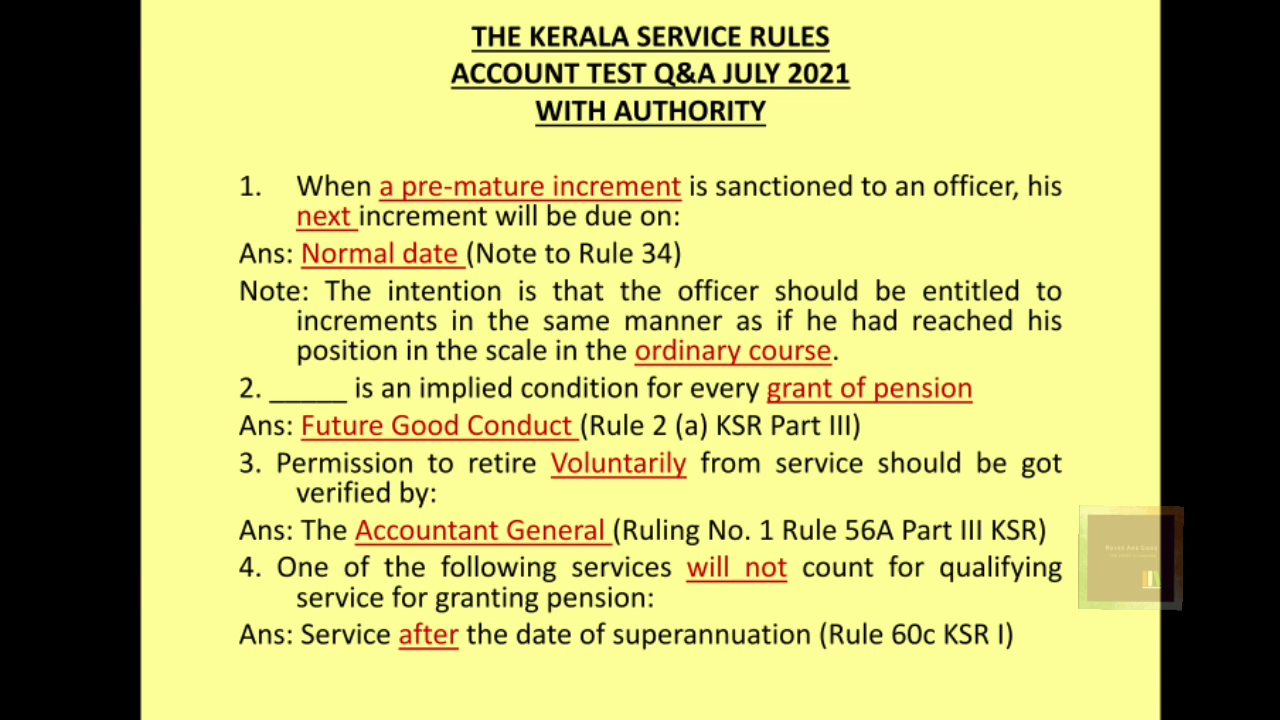 THE KERALA SERVICE RULES
ACCOUNT TEST Q&A JULY 2021
WITH AUTHORITY
1. When a pre-mature increment is sanctioned to an officer, his
next increment will be due on:
Ans: Normal date (Note to Rule 34)
Note: The intention is that the officer should be entitled to
increments in the same manner as if he had reached his
position in the scale in the ordinary course.
2. _____ is an implied condition for every grant of pension
Ans: Future Good Conduct (Rule 2 (a) KSR Part III)
3. Permission to retire Voluntarily from service should be got
verified by:
Ans: The Accountant General (Ruling No. 1 Rule 56A Part III KSR)
4. One of the following services will not count for qualifying
service for granting pension:
Ans: Service after the date of superannuation (Rule 60c KSR I)